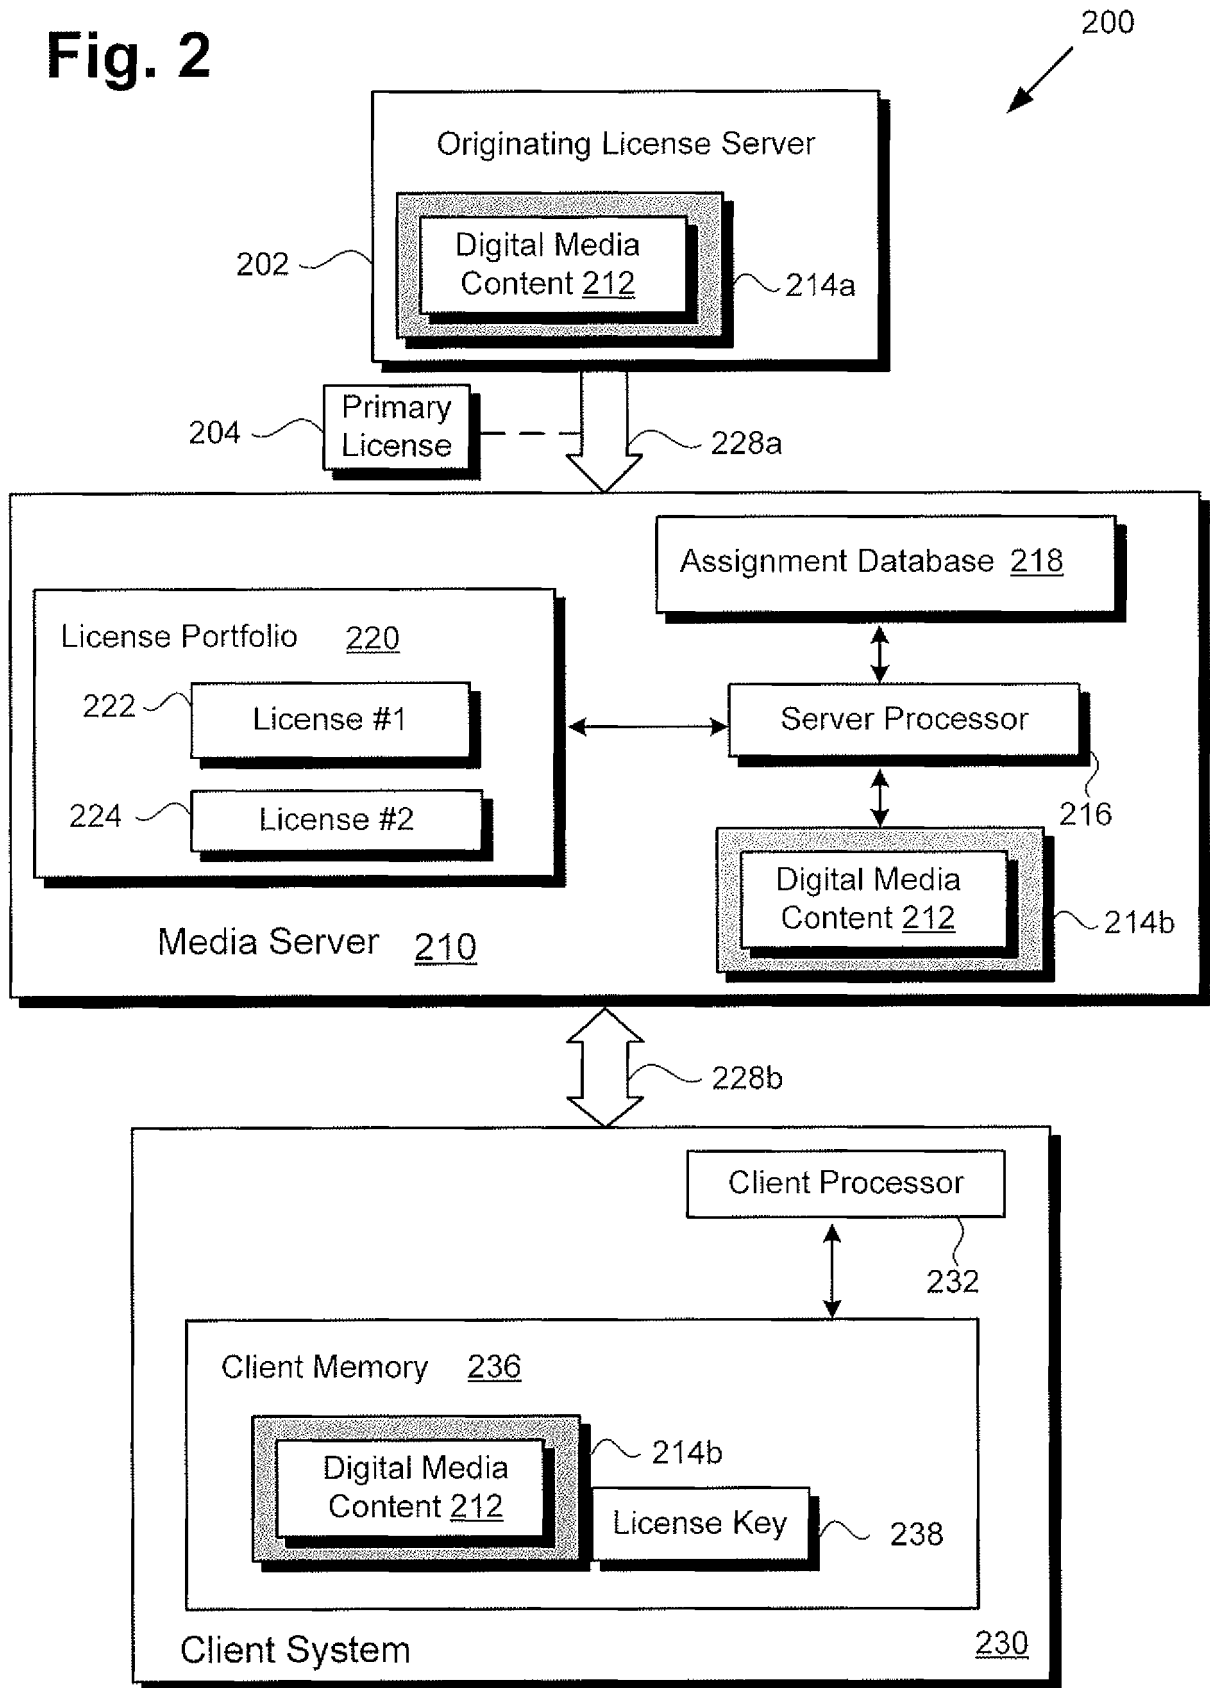 Fig. 2
200
Originating License Server
Digital Media
Content 212
202
214a
Primary
License
204
228a
Assignment Database 218
License Portfolio 220
222
License #1
Server Processor
224
License #2
216
Digital Media
Content 212
214b
Media Server 210
228b
Client Processor
232
Client Memory 236
Digital Media
Content 212
214b
License Key
238
Client System
230